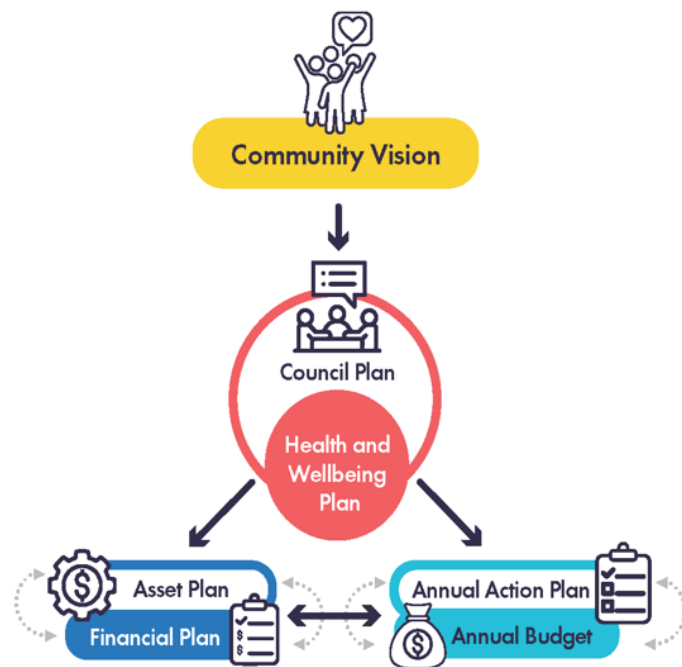 Community Vision
Council Plan
Health and
Wellbeing
Plan
Asset Plan
Financial Plan
Annual Action Plan
Annual Budget